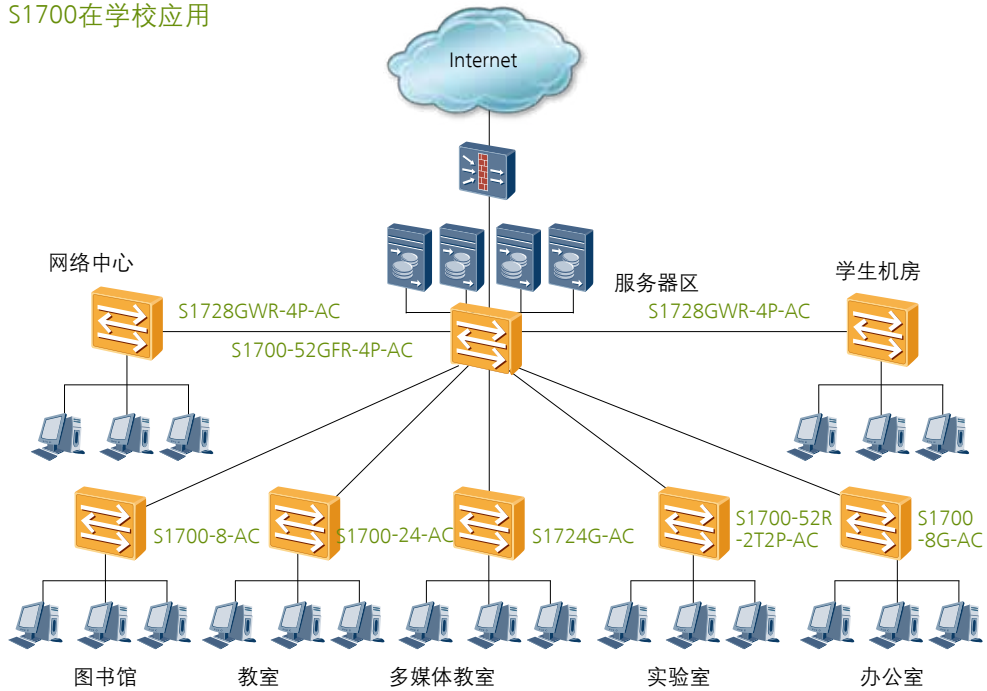 S1700在学校应用
Internet
网络中心
服务器区
学生机房
S1728GWR-4P-AC
S1728GWR-4P-AC
S1700-52GFR-4P-AC
S1700-8-AC
S1700-24-AC
S1724G-AC
S1700-52R
-2T2P-AC
S1700
-8G-AC
图书馆
教室
多媒体教室
实验室
办公室